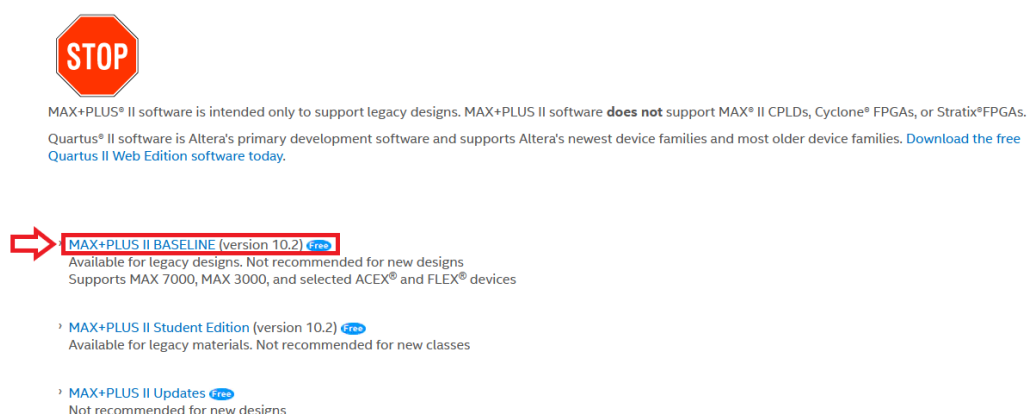 STOP
MAX+PLUS® II software is intended only to support legacy designs. MAX+PLUS II software does not support MAX® II CPLDs, Cyclone® FPGAs, or Stratix®FPGAs.
Quartus® II software is Altera's primary development software and supports Altera's newest device families and most older device families. Download the free
Quartus II Web Edition software today.
› MAX+PLUS II BASELINE (version 10.2) Free
Available for legacy designs. Not recommended for new designs
Supports MAX 7000, MAX 3000, and selected ACEX® and FLEX® devices
› MAX+PLUS II Student Edition (version 10.2) Free
Available for legacy materials. Not recommended for new classes
› MAX+PLUS II Updates Free
Not recommended for new designs